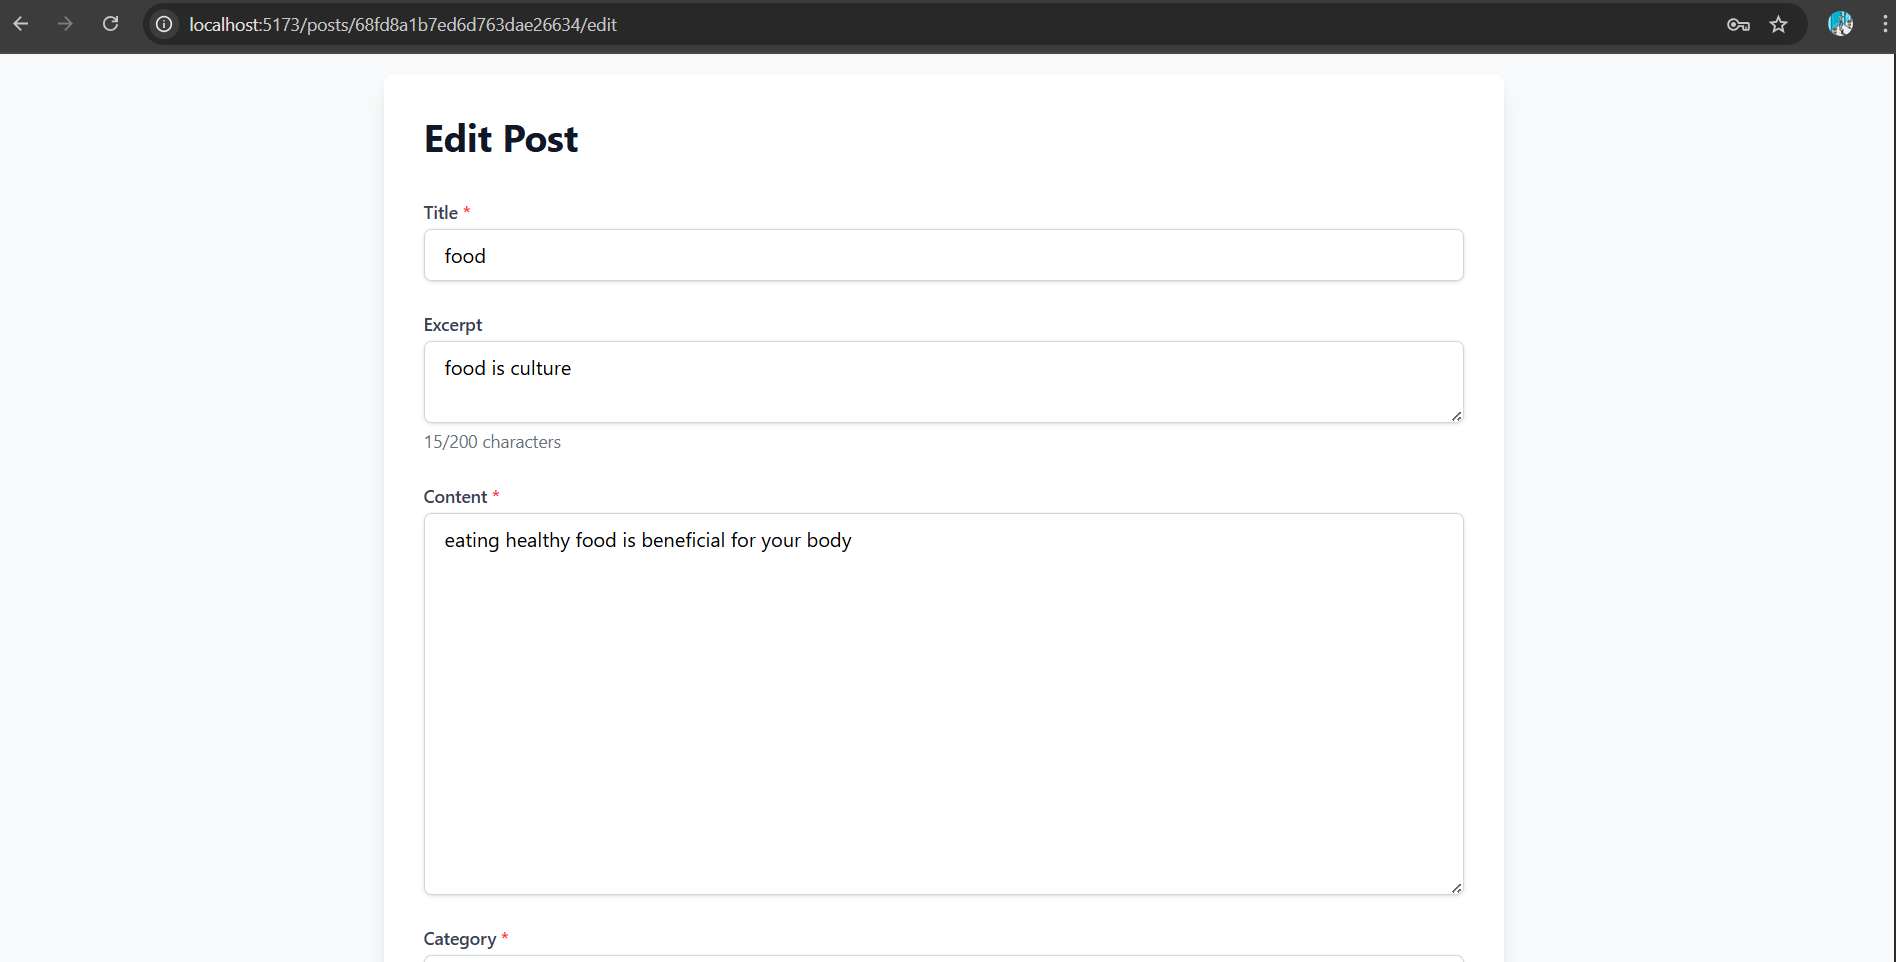 localhost:5173/posts/68fd8a1b7ed6d763dae26634/edit
Edit Post
Title *
food
Excerpt
food is culture
15/200 characters
Content *
eating healthy food is beneficial for your body
Category *